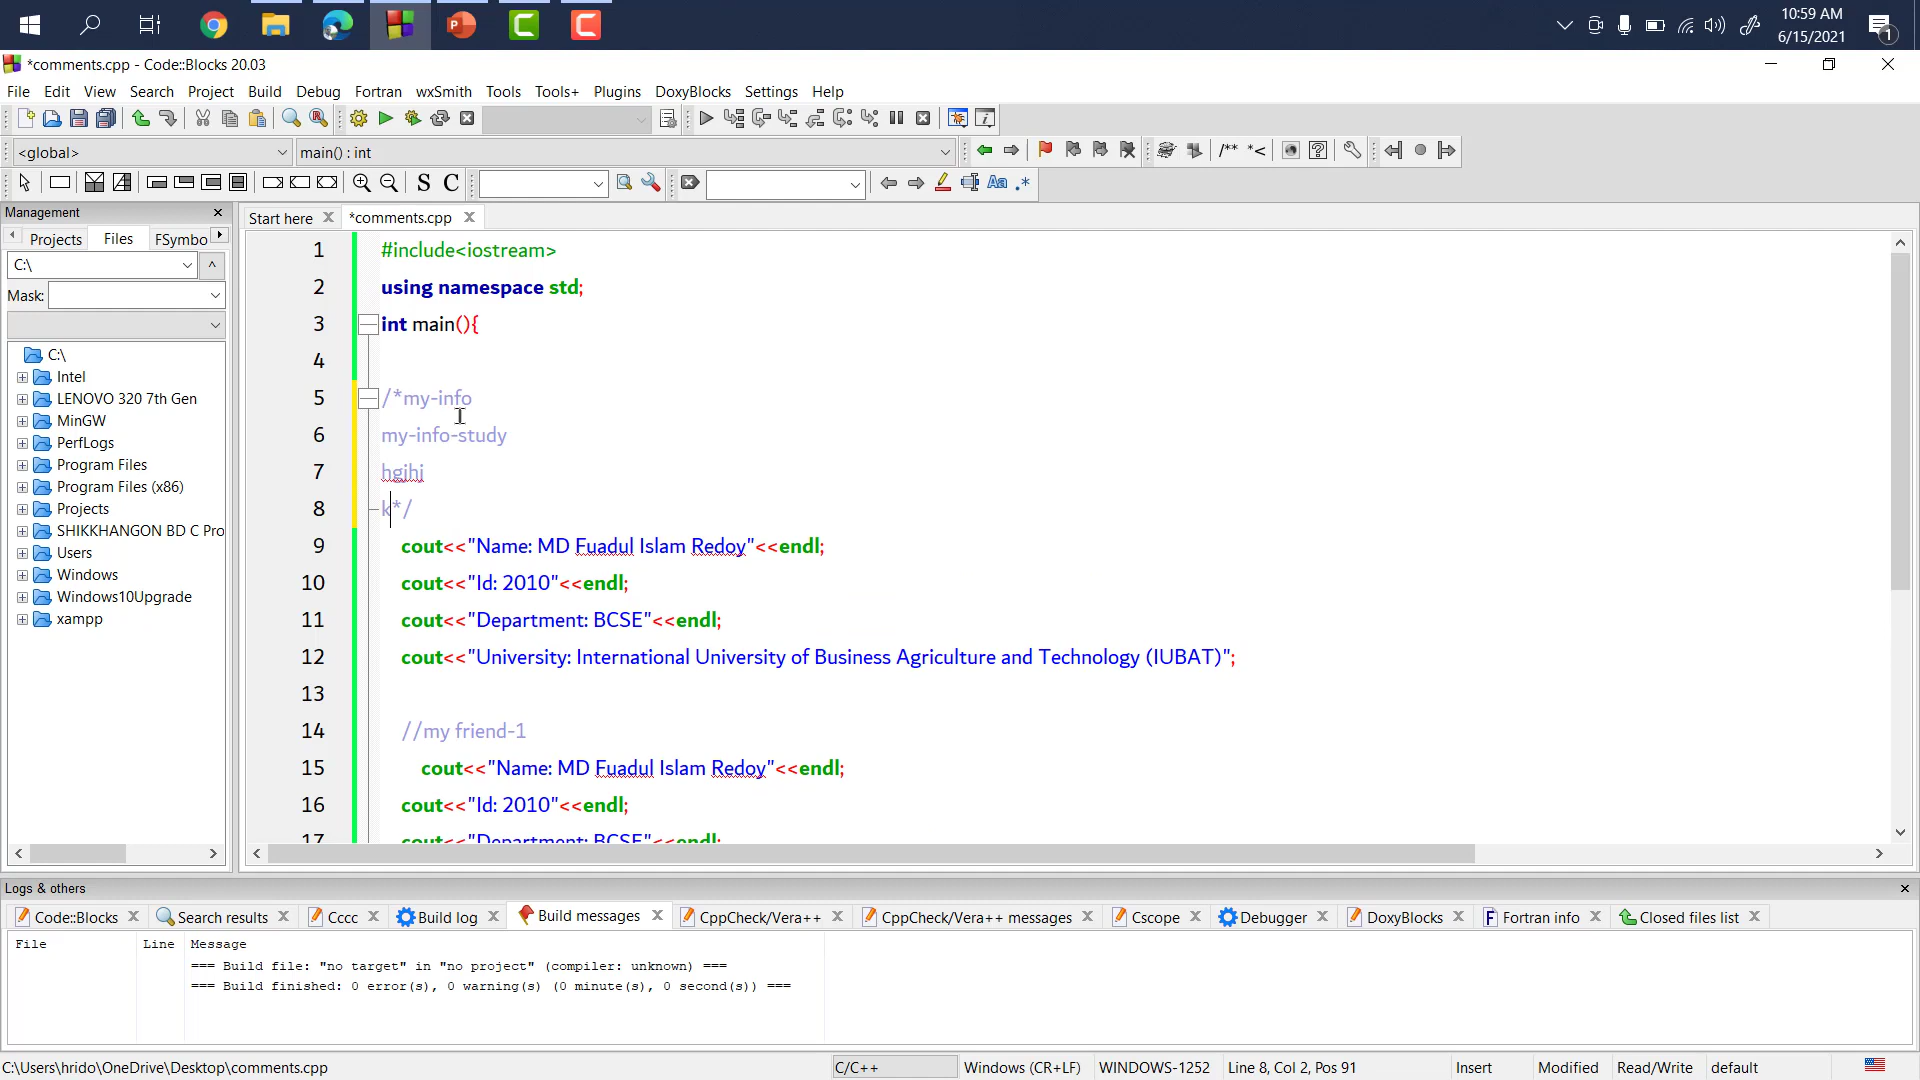 10:59 AM
6/15/2021
1
*comments.cpp - Code::Blocks 20.03
File Edit View Search Project Build Debug Fortran wxSmith Tools Tools+ Plugins DoxyBlocks Settings Help
<global> main() : int
/** *<
S C Aa .*
Management
Projects Files FSymbo
C:\ ^
Mask:
C:\
Intel
LENOVO 320 7th Gen
MinGW
PerfLogs
Program Files
Program Files (x86)
Projects
SHIKKHANGON BD C Pro
Users
Windows
Windows10Upgrade
xampp
Start here *comments.cpp
1 #include<iostream>
2 using namespace std;
3 int main(){
4
5 /*my-info
6 my-info-study
7 hgjhj
8 k*/
9 cout<<"Name: MD Fuadul Islam Redoy"<<endl;
10 cout<<"Id: 2010"<<endl;
11 cout<<"Department: BCSE"<<endl;
12 cout<<"University: International University of Business Agriculture and Technology (IUBAT)";
13
14 //my friend-1
15 cout<<"Name: MD Fuadul Islam Redoy"<<endl;
16 cout<<"Id: 2010"<<endl;
17 cout<<"Department: BCSE"<<endl;
Logs & others
Code::Blocks Search results Cccc Build log Build messages CppCheck/Vera++ CppCheck/Vera++ messages Cscope Debugger DoxyBlocks Fortran info Closed files list
File Line Message
=== Build file: "no target" in "no project" (compiler: unknown) ===
=== Build finished: 0 error(s), 0 warning(s) (0 minute(s), 0 second(s)) ===
C:\Users\hrido\OneDrive\Desktop\comments.cpp C/C++ Windows (CR+LF) WINDOWS-1252 Line 8, Col 2, Pos 91 Insert Modified Read/Write default